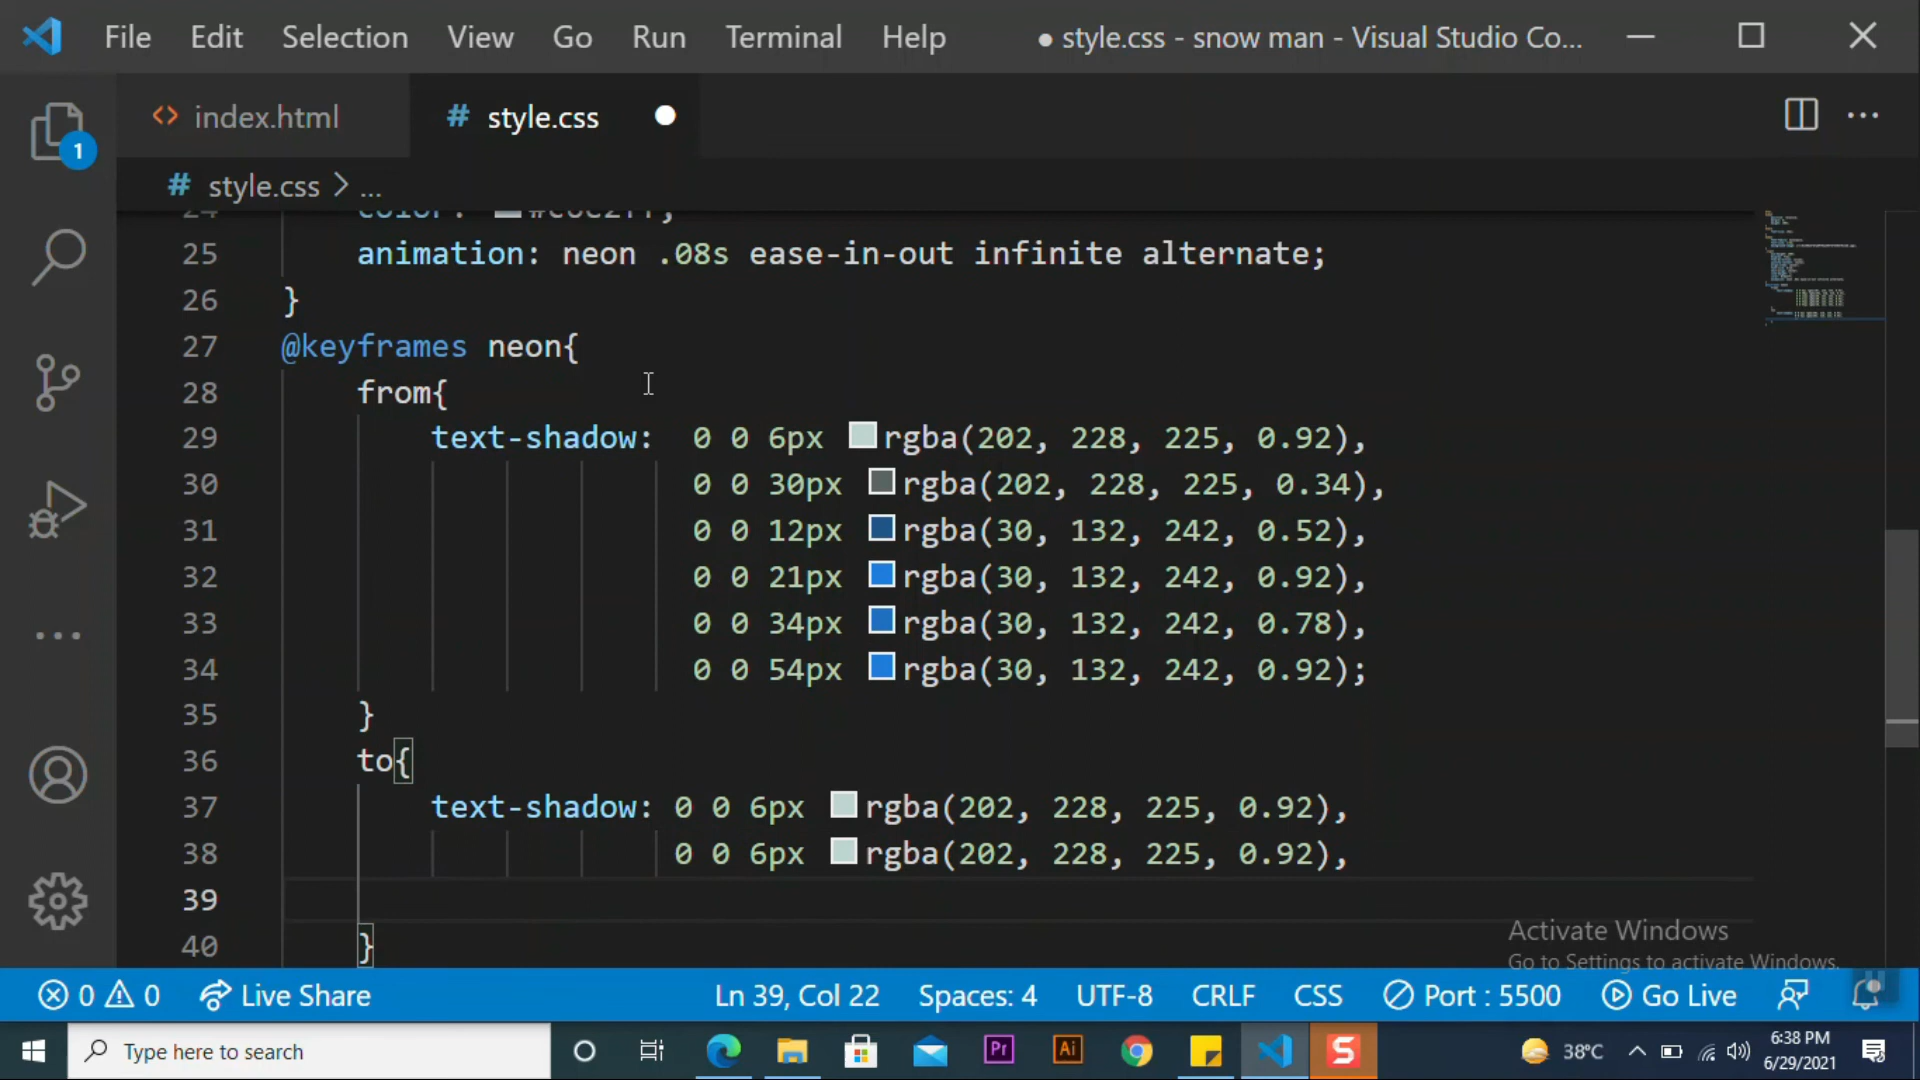 File Edit Selection View Go Run Terminal Help ● style.css - snow man - Visual Studio Co...
<> index.html # style.css
1
# style.css > ...
25 animation: neon .08s ease-in-out infinite alternate;
26 }
27 @keyframes neon{
28 from{
29 text-shadow: 0 0 6px rgba(202, 228, 225, 0.92),
30 0 0 30px rgba(202, 228, 225, 0.34),
31 0 0 12px rgba(30, 132, 242, 0.52),
32 0 0 21px rgba(30, 132, 242, 0.92),
33 0 0 34px rgba(30, 132, 242, 0.78),
34 0 0 54px rgba(30, 132, 242, 0.92);
35 }
36 to{
37 text-shadow: 0 0 6px rgba(202, 228, 225, 0.92),
38 0 0 6px rgba(202, 228, 225, 0.92),
39
40 }
Activate Windows
Go to Settings to activate Windows.
0 0 Live Share Ln 39, Col 22 Spaces: 4 UTF-8 CRLF CSS Port : 5500 Go Live
Type here to search Pr Ai S 38°C 6:38 PM
6/29/2021